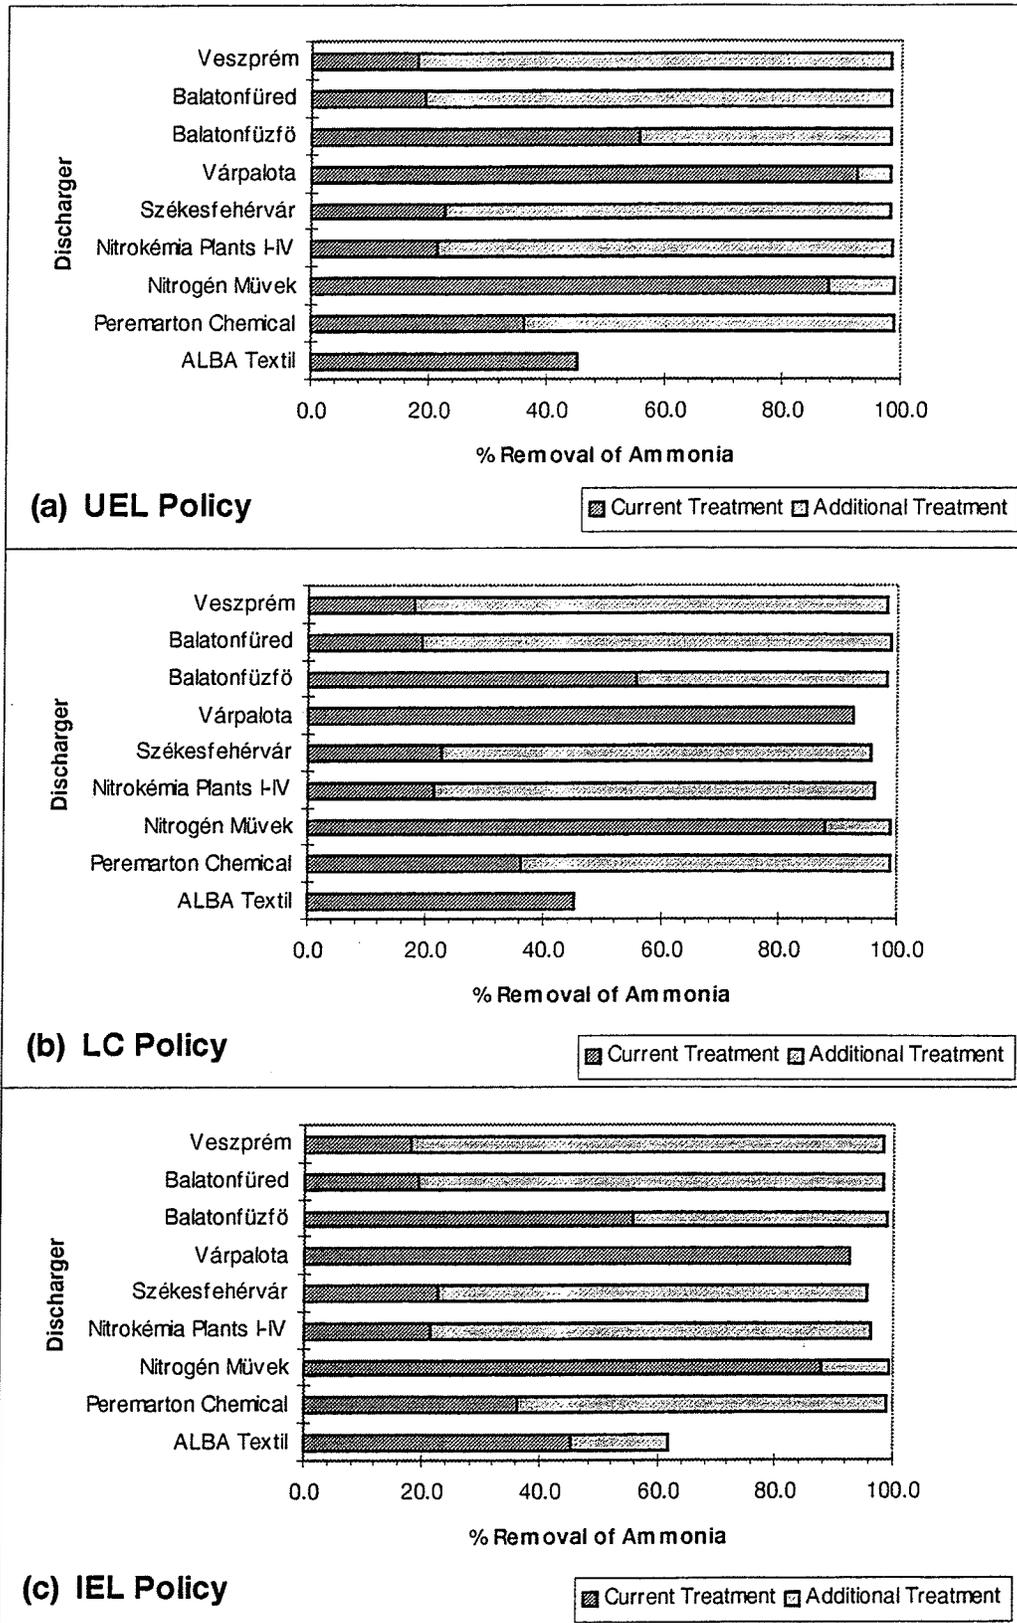 Veszprém
Balatonfüred
Balatonfüzfö
Várpalota
Székesfehérvár
Nitrokémia Plants I-IV
Nitrogén Müvek
Peremarton Chemical
ALBA Textil
Discharger
0.0 20.0 40.0 60.0 80.0 100.0
% Removal of Ammonia
(a) UEL Policy
Current Treatment Additional Treatment
Veszprém
Balatonfüred
Balatonfüzfö
Várpalota
Székesfehérvár
Nitrokémia Plants I-IV
Nitrogén Müvek
Peremarton Chemical
ALBA Textil
Discharger
0.0 20.0 40.0 60.0 80.0 100.0
% Removal of Ammonia
(b) LC Policy
Current Treatment Additional Treatment
Veszprém
Balatonfüred
Balatonfüzfö
Várpalota
Székesfehérvár
Nitrokémia Plants I-IV
Nitrogén Müvek
Peremarton Chemical
ALBA Textil
Discharger
0.0 20.0 40.0 60.0 80.0 100.0
% Removal of Ammonia
(c) IEL Policy
Current Treatment Additional Treatment